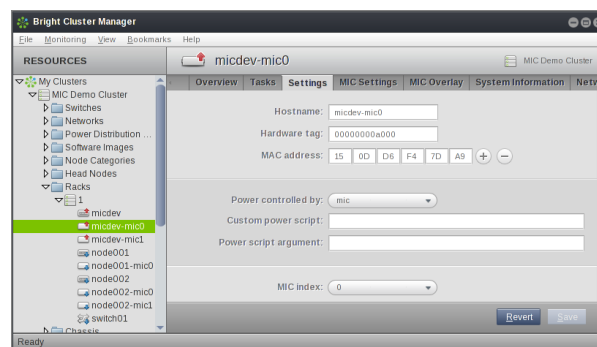 Bright Cluster Manager
File Monitoring View Bookmarks Help
RESOURCES
micdev-mic0
MIC Demo Cluster
My Clusters
MIC Demo Cluster
Switches
Networks
Power Distribution ...
Software Images
Node Categories
Head Nodes
Racks
1
micdev
micdev-mic0
micdev-mic1
node001
node001-mic0
node002
node002-mic0
node002-mic1
switch01
Chassis
Overview Tasks Settings MIC Settings MIC Overlay System Information Netw
Hostname: micdev-mic0
Hardware tag: 00000000a000
MAC address: 15 0D D6 F4 7D A9
Power controlled by: mic
Custom power script:
Power script argument:
MIC index: 0
Revert Save
Ready